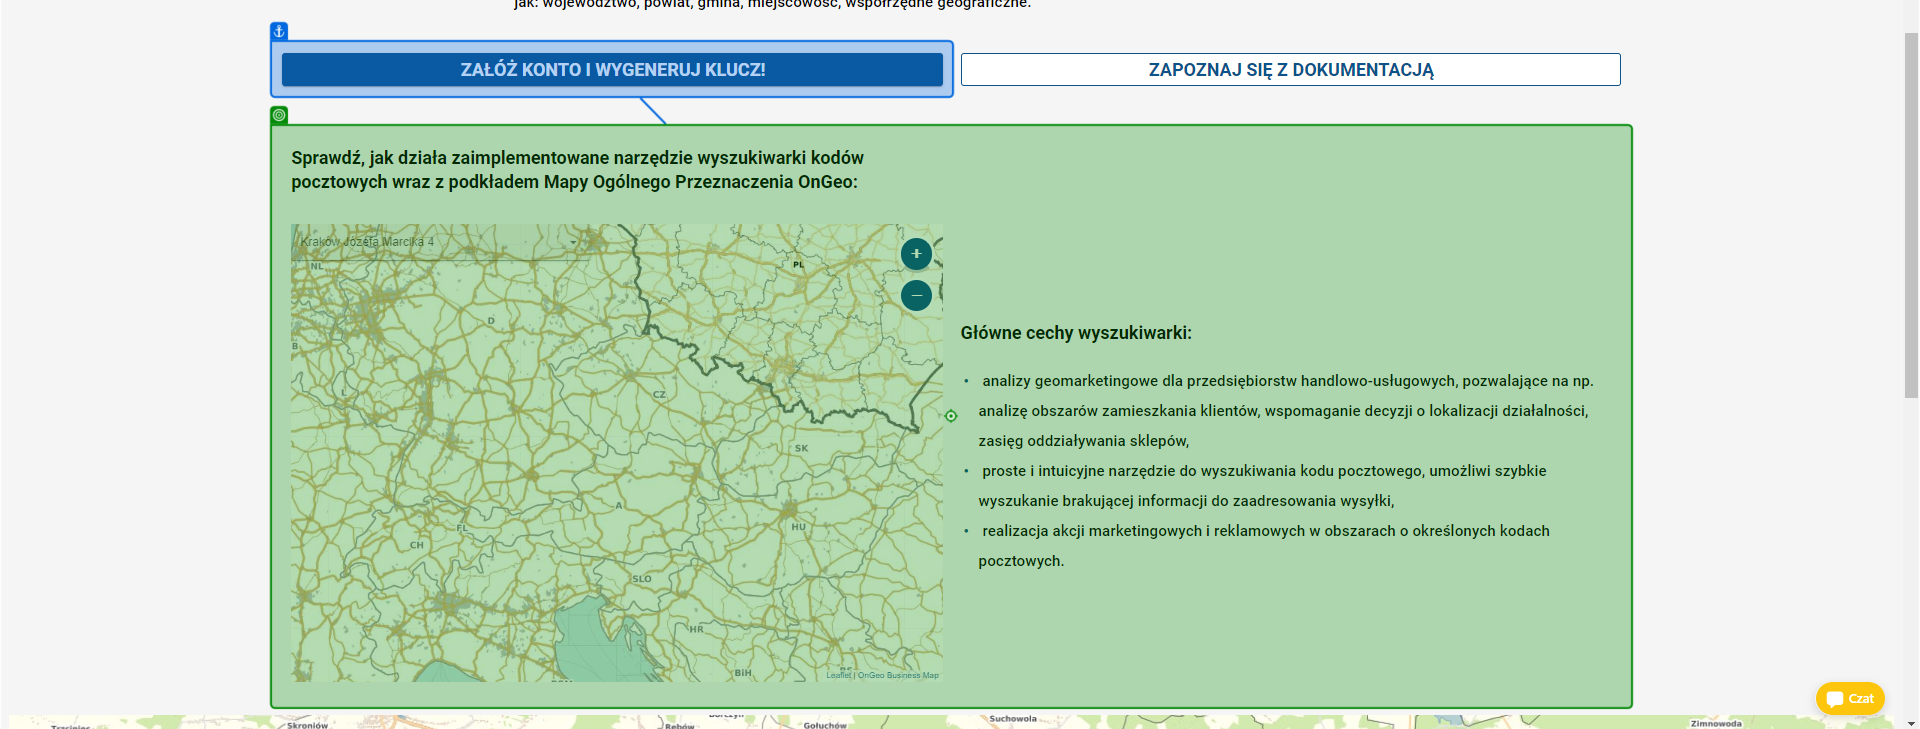 jak: województwo, powiat, gmina, miejscowość, współrzędne geograficzne.
ZAŁÓŻ KONTO I WYGENERUJ KLUCZ!
ZAPOZNAJ SIĘ Z DOKUMENTACJĄ
Sprawdź, jak działa zaimplementowane narzędzie wyszukiwarki kodów
pocztowych wraz z podkładem Mapy Ogólnego Przeznaczenia OnGeo:
Kraków Józefa Marcika 4
NL
PL
D
B
L
CZ
SK
A
FL
HU
CH
SLO
HR
BiH
Leaflet | OnGeo Business Map
Główne cechy wyszukiwarki:
• analizy geomarketingowe dla przedsiębiorstw handlowo-usługowych, pozwalające na np.
analizę obszarów zamieszkania klientów, wspomaganie decyzji o lokalizacji działalności,
zasięg oddziaływania sklepów,
• proste i intuicyjne narzędzie do wyszukiwania kodu pocztowego, umożliwi szybkie
wyszukanie brakującej informacji do zaadresowania wysyłki,
• realizacja akcji marketingowych i reklamowych w obszarach o określonych kodach
pocztowych.
Czat
Skroniów
Rębów
Gołuchów
Suchowola
Zimnowoda